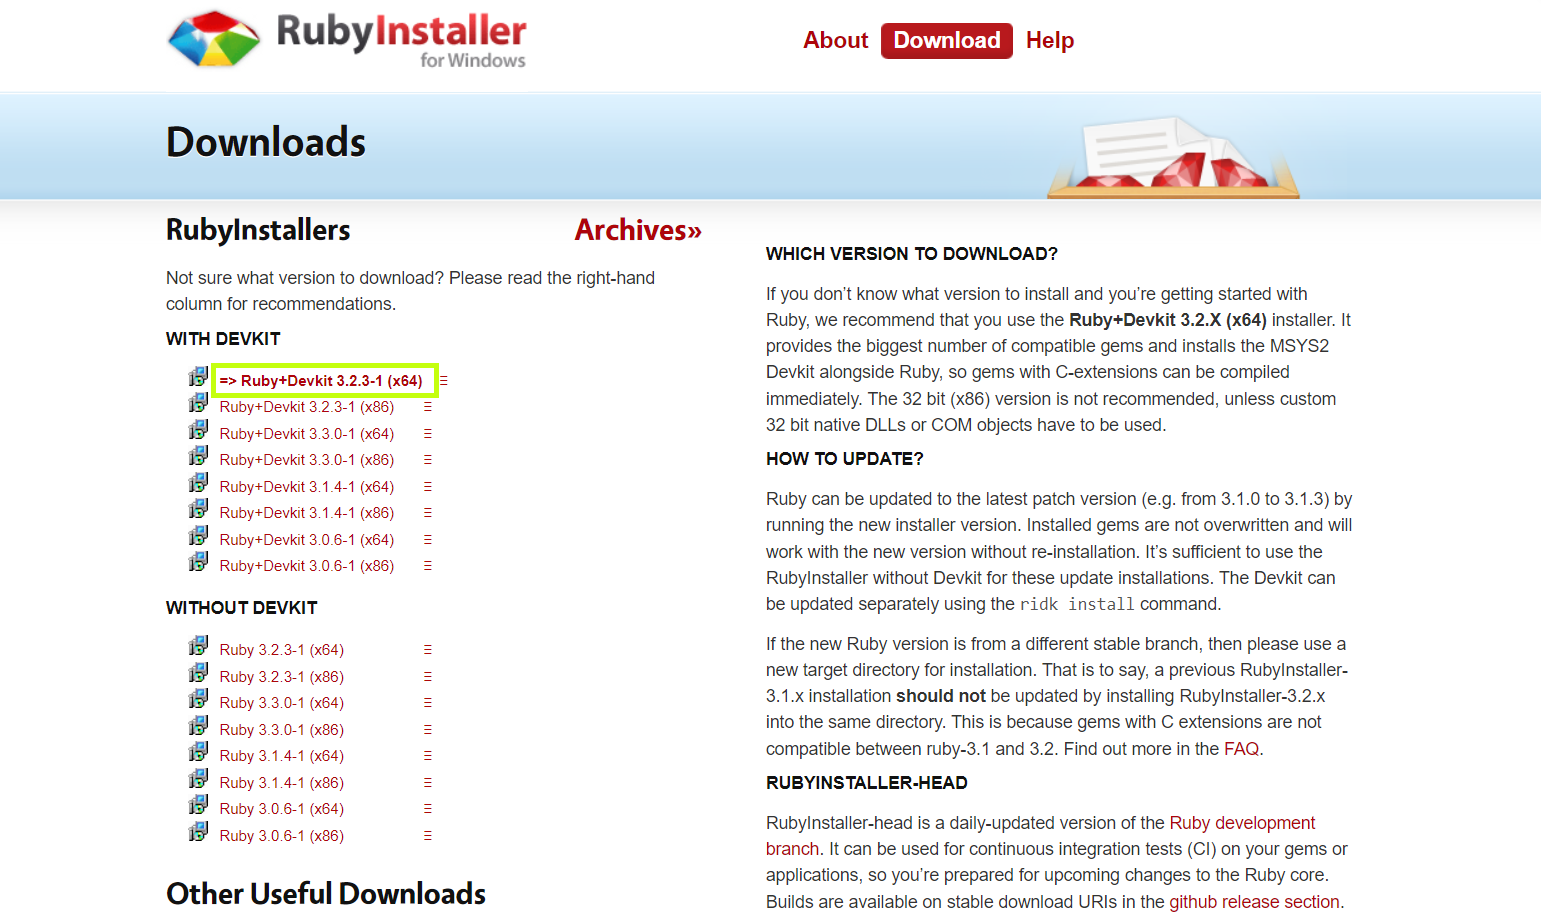 RubyInstaller
for Windows
About Download Help
Downloads
RubyInstallers
Archives»
Not sure what version to download? Please read the right-hand
column for recommendations.
WITH DEVKIT
=> Ruby+Devkit 3.2.3-1 (x64)
Ruby+Devkit 3.2.3-1 (x86)
Ruby+Devkit 3.3.0-1 (x64)
Ruby+Devkit 3.3.0-1 (x86)
Ruby+Devkit 3.1.4-1 (x64)
Ruby+Devkit 3.1.4-1 (x86)
Ruby+Devkit 3.0.6-1 (x64)
Ruby+Devkit 3.0.6-1 (x86)
WITHOUT DEVKIT
Ruby 3.2.3-1 (x64)
Ruby 3.2.3-1 (x86)
Ruby 3.3.0-1 (x64)
Ruby 3.3.0-1 (x86)
Ruby 3.1.4-1 (x64)
Ruby 3.1.4-1 (x86)
Ruby 3.0.6-1 (x64)
Ruby 3.0.6-1 (x86)
Other Useful Downloads
WHICH VERSION TO DOWNLOAD?
If you don’t know what version to install and you’re getting started with
Ruby, we recommend that you use the Ruby+Devkit 3.2.X (x64) installer. It
provides the biggest number of compatible gems and installs the MSYS2
Devkit alongside Ruby, so gems with C-extensions can be compiled
immediately. The 32 bit (x86) version is not recommended, unless custom
32 bit native DLLs or COM objects have to be used.
HOW TO UPDATE?
Ruby can be updated to the latest patch version (e.g. from 3.1.0 to 3.1.3) by
running the new installer version. Installed gems are not overwritten and will
work with the new version without re-installation. It’s sufficient to use the
RubyInstaller without Devkit for these update installations. The Devkit can
be updated separately using the ridk install command.
If the new Ruby version is from a different stable branch, then please use a
new target directory for installation. That is to say, a previous RubyInstaller-
3.1.x installation should not be updated by installing RubyInstaller-3.2.x
into the same directory. This is because gems with C extensions are not
compatible between ruby-3.1 and 3.2. Find out more in the FAQ.
RUBYINSTALLER-HEAD
RubyInstaller-head is a daily-updated version of the Ruby development
branch. It can be used for continuous integration tests (CI) on your gems or
applications, so you’re prepared for upcoming changes to the Ruby core.
Builds are available on stable download URIs in the github release section.